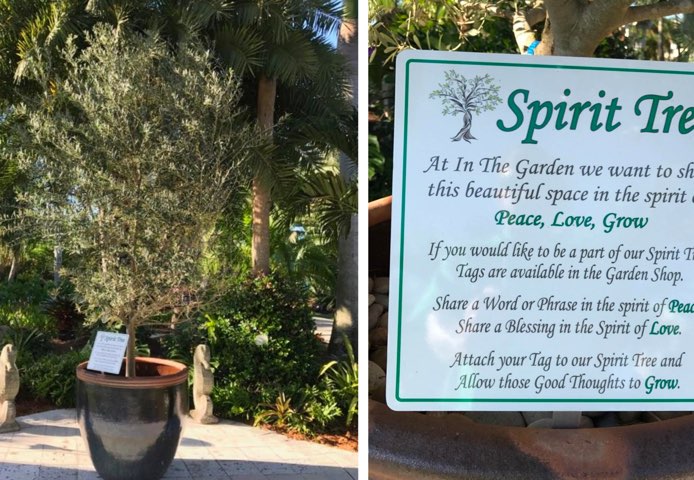 Spirit Tree
Spirit Tre
At In The Garden we want to sh
this beautiful space in the spirit
Peace, Love, Grow
If you would like to be a part of our Spirit T
Tags are available in the Garden Shop.
Share a Word or Phrase in the spirit of Peac
Share a Blessing in the Spirit of Love.
Attach your Tag to our Spirit Tree and
Allow those Good Thoughts to Grow.